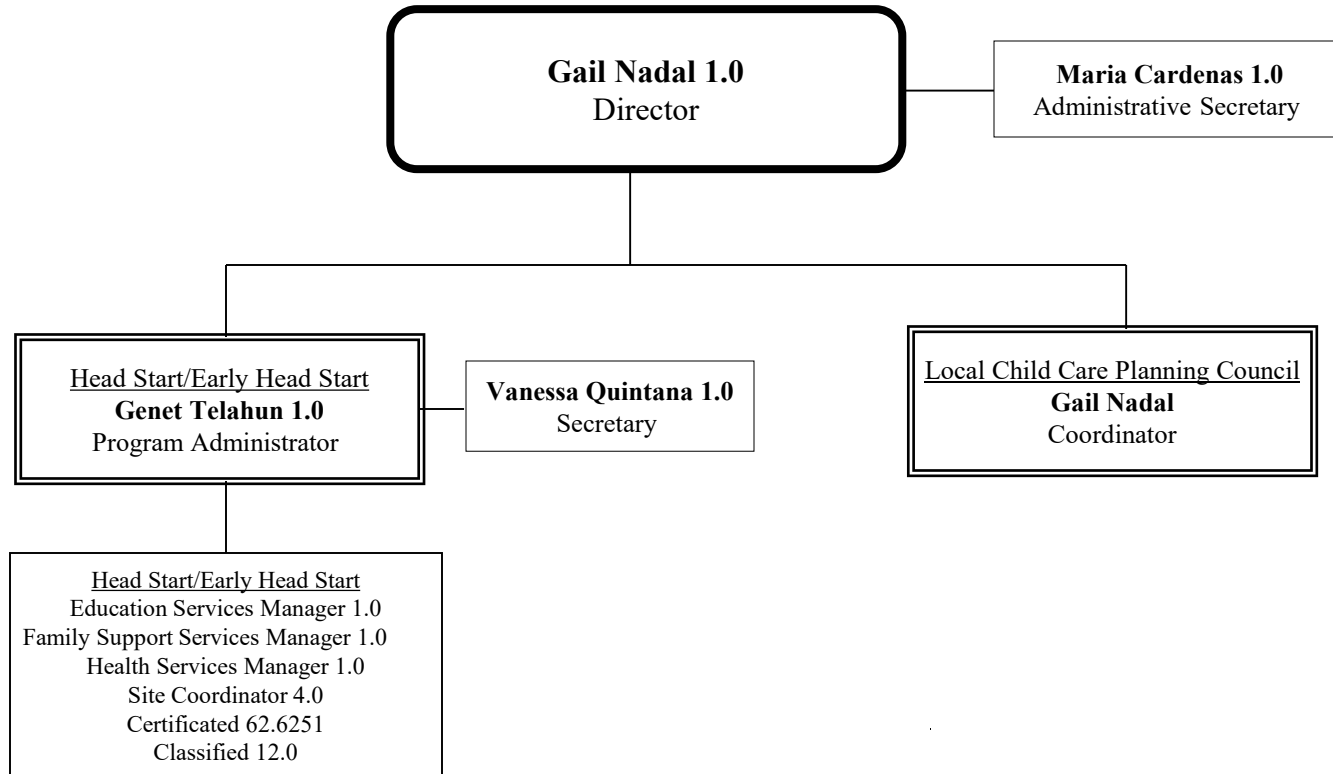 Gail Nadal 1.0
Director
Maria Cardenas 1.0
Administrative Secretary
Head Start/Early Head Start
Genet Telahun 1.0
Program Administrator
Vanessa Quintana 1.0
Secretary
Local Child Care Planning Council
Gail Nadal
Coordinator
Head Start/Early Head Start
Education Services Manager 1.0
Family Support Services Manager 1.0
Health Services Manager 1.0
Site Coordinator 4.0
Certificated 62.6251
Classified 12.0